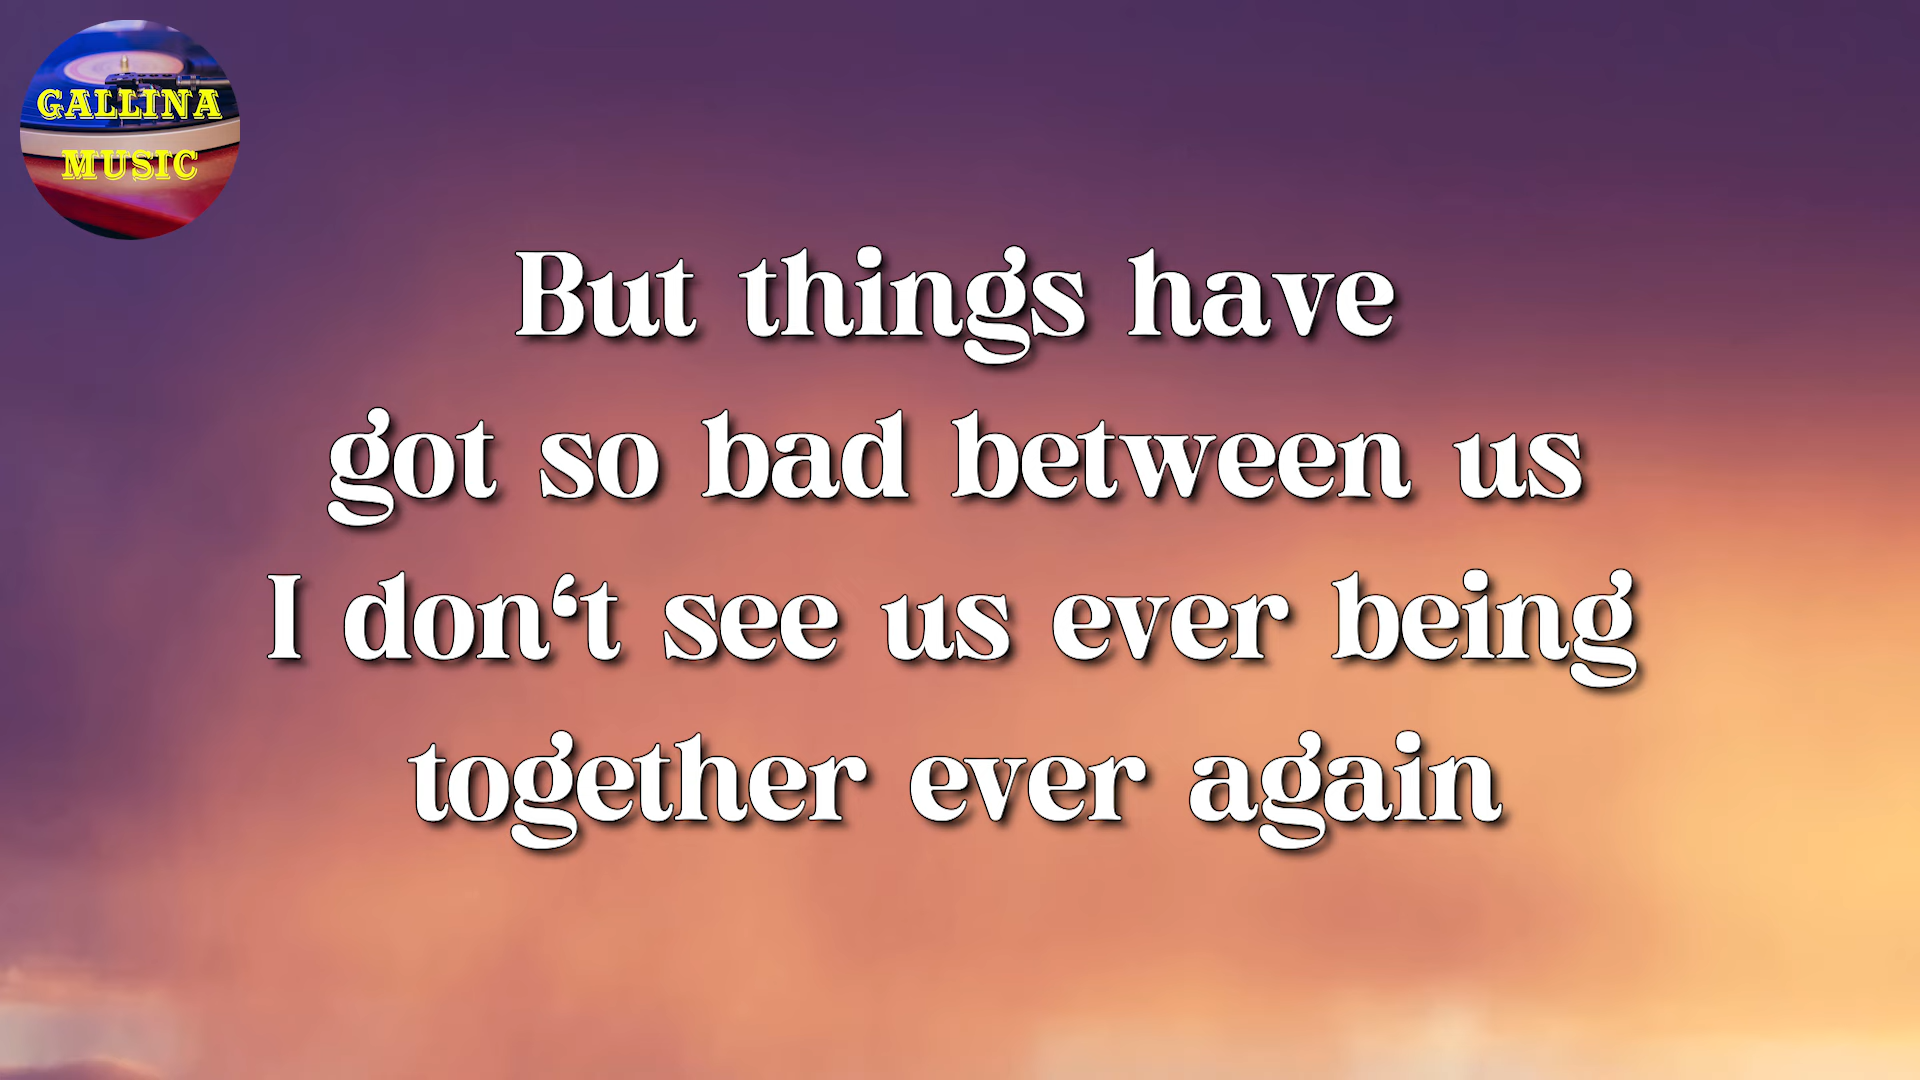 GALLINA
MUSIC
But things have
got so bad between us
I don‘t see us ever being
together ever again